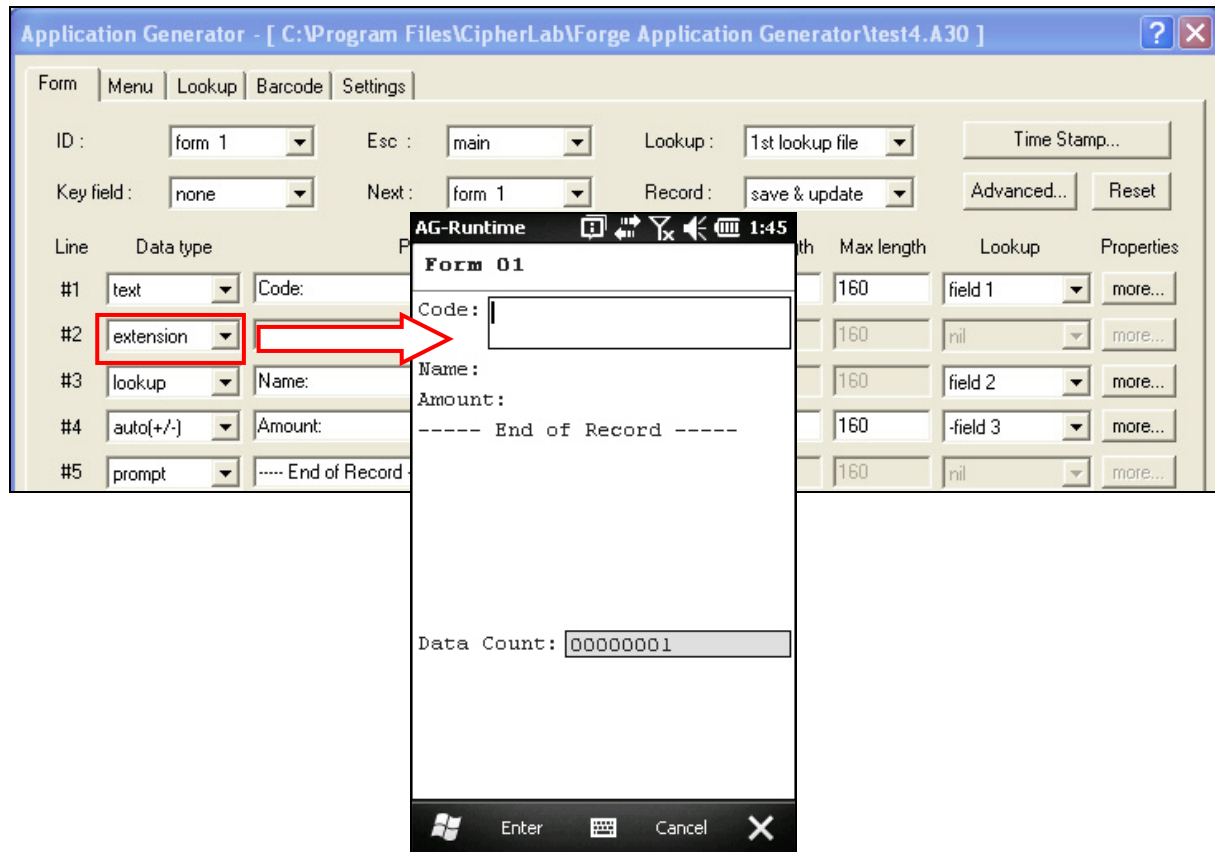 Application Generator - [ C:\Program Files\CipherLab\Forge Application Generator\test4.A30 ]
Form Menu Lookup Barcode Settings
ID : form 1 Esc : main Lookup : 1st lookup file Time Stamp...
Key field : none Next : form 1 Record : save & update Advanced... Reset
Line Data type P th Max length Lookup Properties
#1 text Code: 160 field 1 more...
#2 extension 160 nil more...
#3 lookup Name: 160 field 2 more...
#4 auto(+/-) Amount: 160 -field 3 more...
#5 prompt ----- End of Record - 160 nil more...
AG-Runtime 1:45
Form 01
Code:
Name:
Amount:
----- End of Record -----
Data Count: 00000001
Enter Cancel